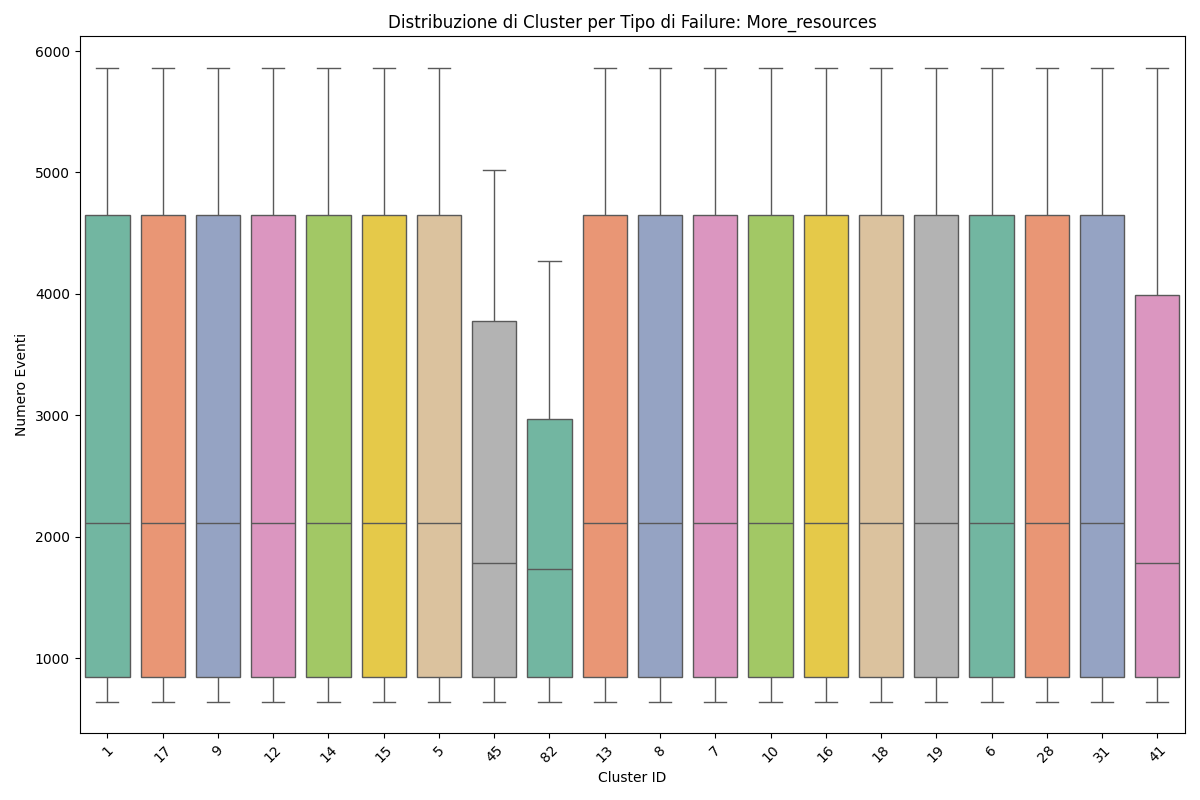 Distribuzione di Cluster per Tipo di Failure: More_resources
6000
5000
4000
3000
2000
1000
Numero Eventi
1 17 9 12 14 15 5 45 82 13 8 7 10 16 18 19 6 28 31 41
Cluster ID